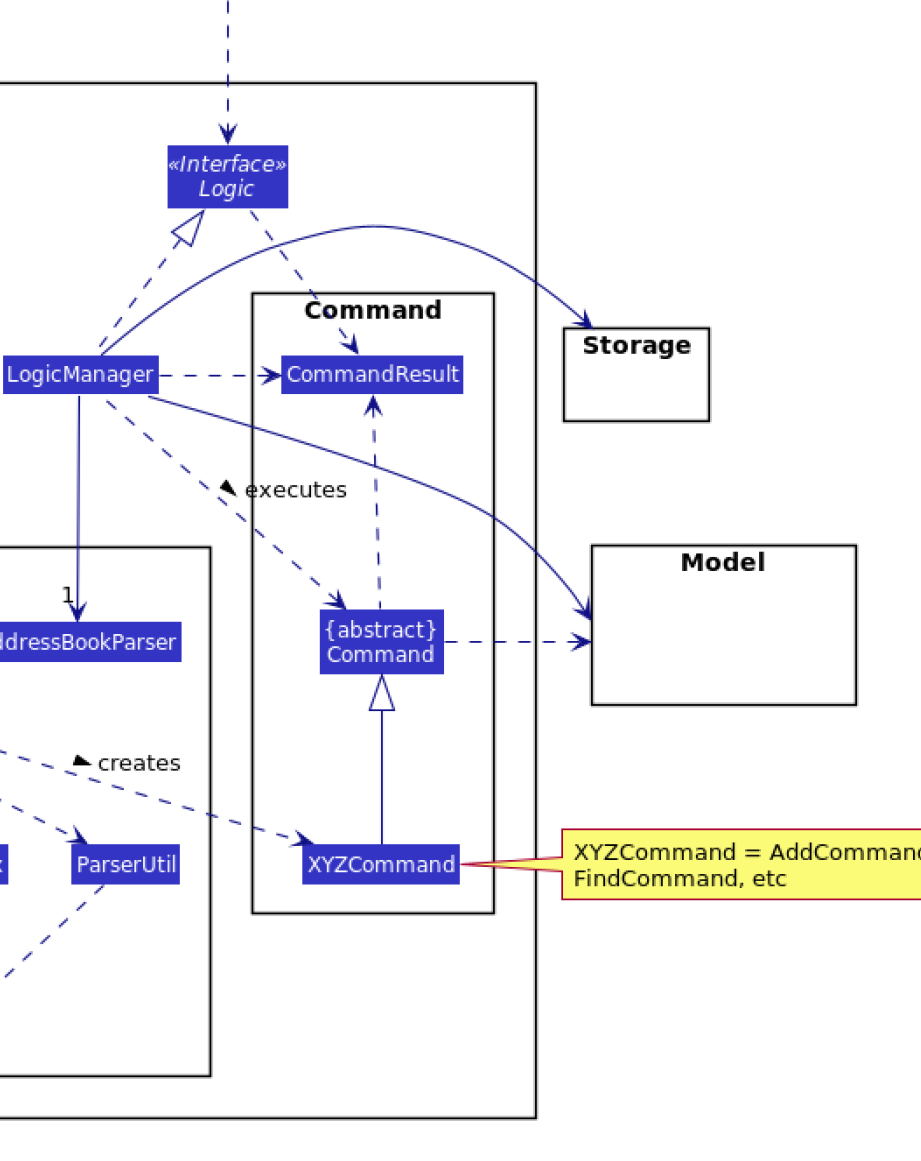 «Interface»
Logic
Command
Storage
LogicManager
CommandResult
executes
Model
1
ddressBookParser
{abstract}
Command
creates
XYZCommand = AddCommand
FindCommand, etc
ParserUtil
XYZCommand